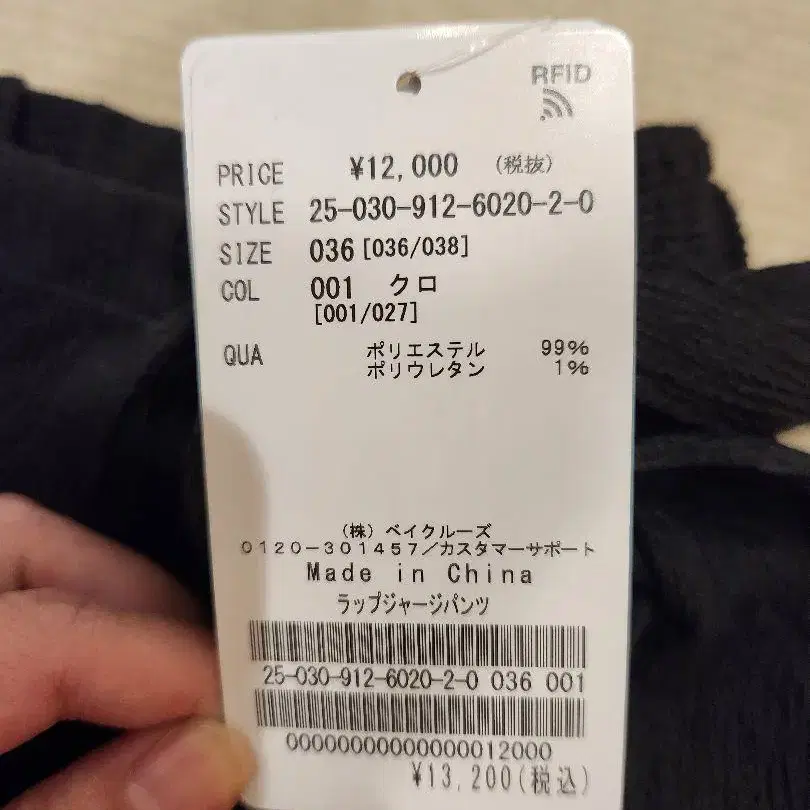 RFID
PRICE ¥12,000 (税抜)
STYLE 25-030-912-6020-2-0
SIZE 036 [036/038]
COL 001 クロ
[001/027]
QUA ポリエステル 99%
ポリウレタン 1%
(株) ベイクルーズ
0120-301457/カスタマーサポート
Made in China
ラップジャージパンツ
25-030-912-6020-2-0 036 001
00000000000000012000
¥13,200(税込)